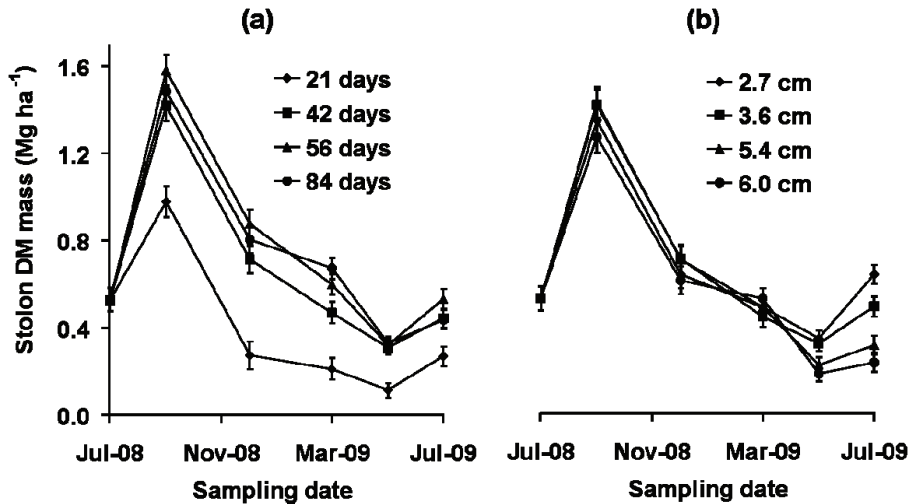 (a)
(b)
Stolon DM mass (Mg ha⁻¹)
1.6
1.2
0.8
0.4
0.0
21 days
42 days
56 days
84 days
2.7 cm
3.6 cm
5.4 cm
6.0 cm
Jul-08 Nov-08 Mar-09 Jul-09
Jul-08 Nov-08 Mar-09 Jul-09
Sampling date
Sampling date